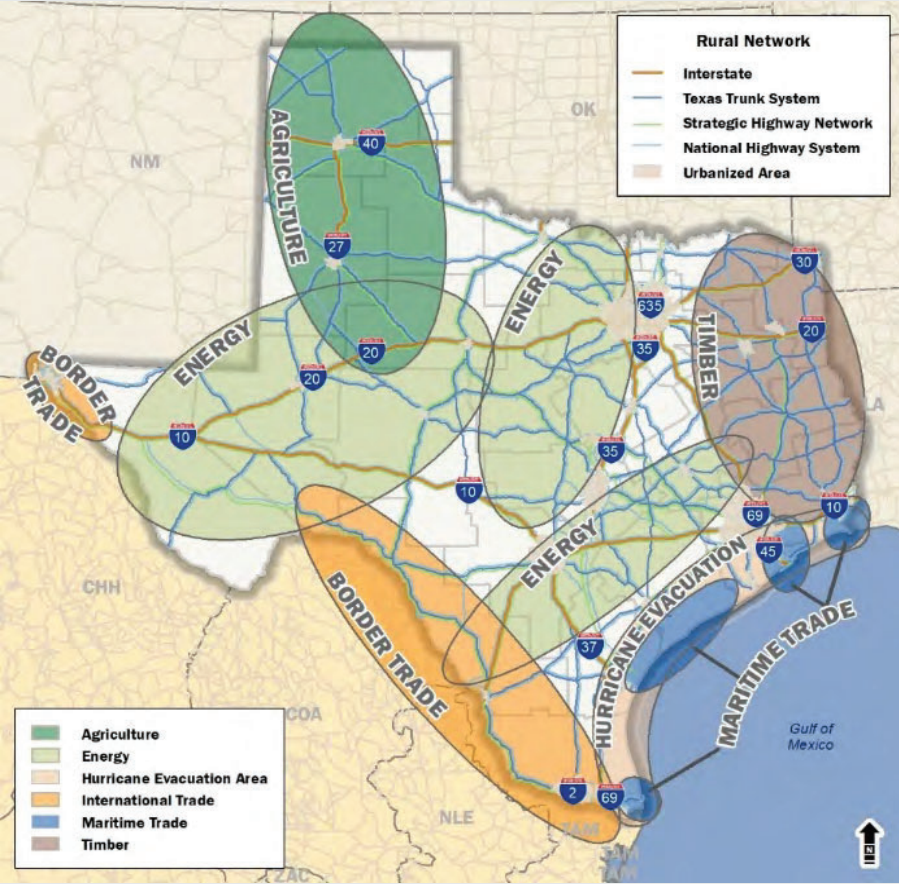 Rural Network
Interstate
Texas Trunk System
Strategic Highway Network
National Highway System
Urbanized Area
OK
NM
AGRICULTURE
40
27
ENERGY
30
635
ENERGY
TIMBER
20
35
20
20
BORDER
TRADE
LA
10
35
10
69
10
45
ENERGY
CHH
BORDER TRADE
HURRICANE EVACUATION
MARITIME TRADE
37
COA
Gulf of
Mexico
2
69
NLE
TAM
TAM
TAM
ZAC
Agriculture
Energy
Hurricane Evacuation Area
International Trade
Maritime Trade
Timber
N